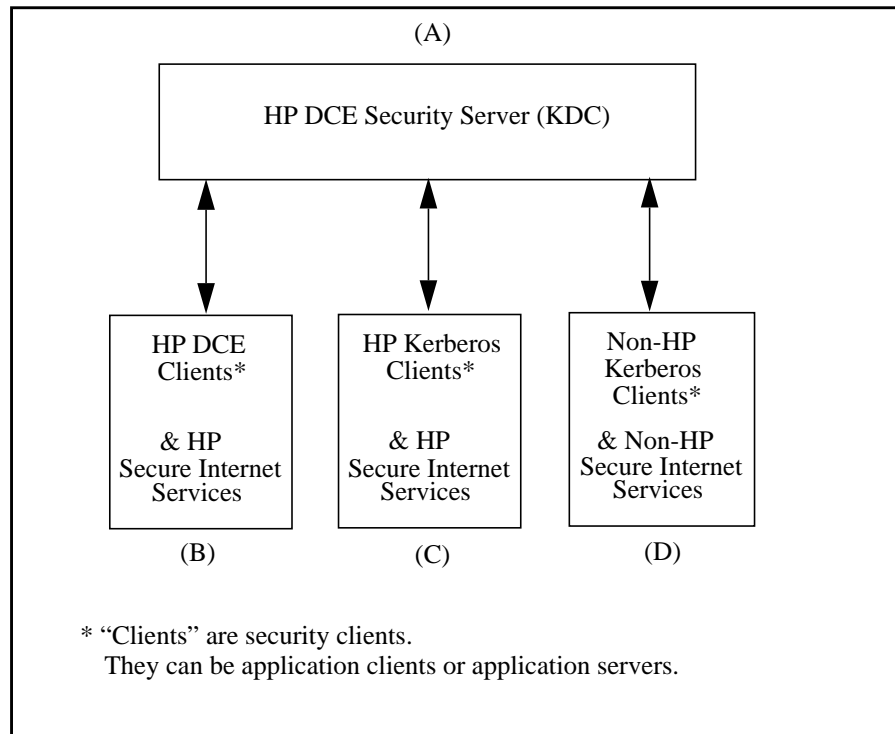 (A)
HP DCE Security Server (KDC)
HP DCE
Clients*
& HP
Secure Internet
Services
(B)
HP Kerberos
Clients*
& HP
Secure Internet
Services
(C)
Non-HP
Kerberos
Clients*
& Non-HP
Secure Internet
Services
(D)
* “Clients” are security clients.
They can be application clients or application servers.